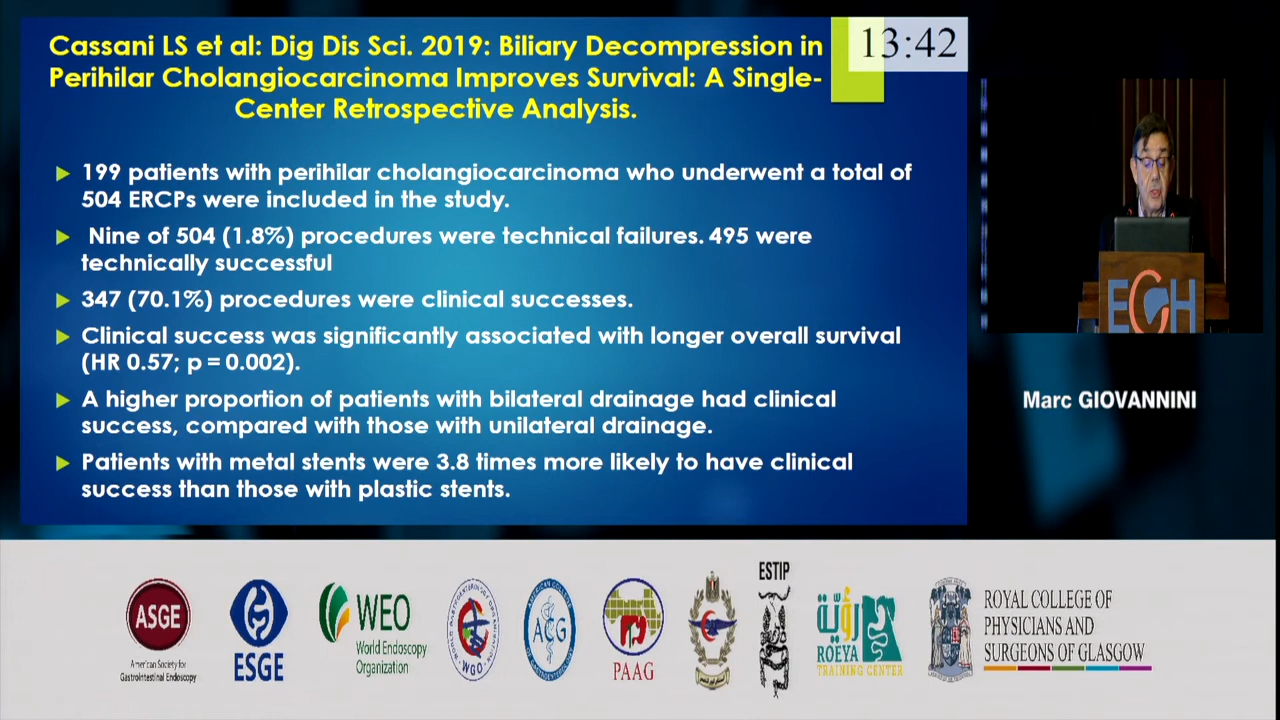 Cassani LS et al: Dig Dis Sci. 2019: Biliary Decompression in
Perihilar Cholangiocarcinoma Improves Survival: A Single-
Center Retrospective Analysis.
13:42
199 patients with perihilar cholangiocarcinoma who underwent a total of
504 ERCPs were included in the study.
Nine of 504 (1.8%) procedures were technical failures. 495 were
technically successful
347 (70.1%) procedures were clinical successes.
Clinical success was significantly associated with longer overall survival
(HR 0.57; p = 0.002).
A higher proportion of patients with bilateral drainage had clinical
success, compared with those with unilateral drainage.
Patients with metal stents were 3.8 times more likely to have clinical
success than those with plastic stents.
EGH
Marc GIOVANNINI
ASGE
American Society for
Gastrointestinal Endoscopy
ESGE
WEO
World Endoscopy
Organization
WGO
AMERICAN COLLEGE
ACG
PAAG
ESTIP
رؤيّة
ROEYA
TRAINING CENTER
ROYAL COLLEGE OF
PHYSICIANS AND
SURGEONS OF GLASGOW